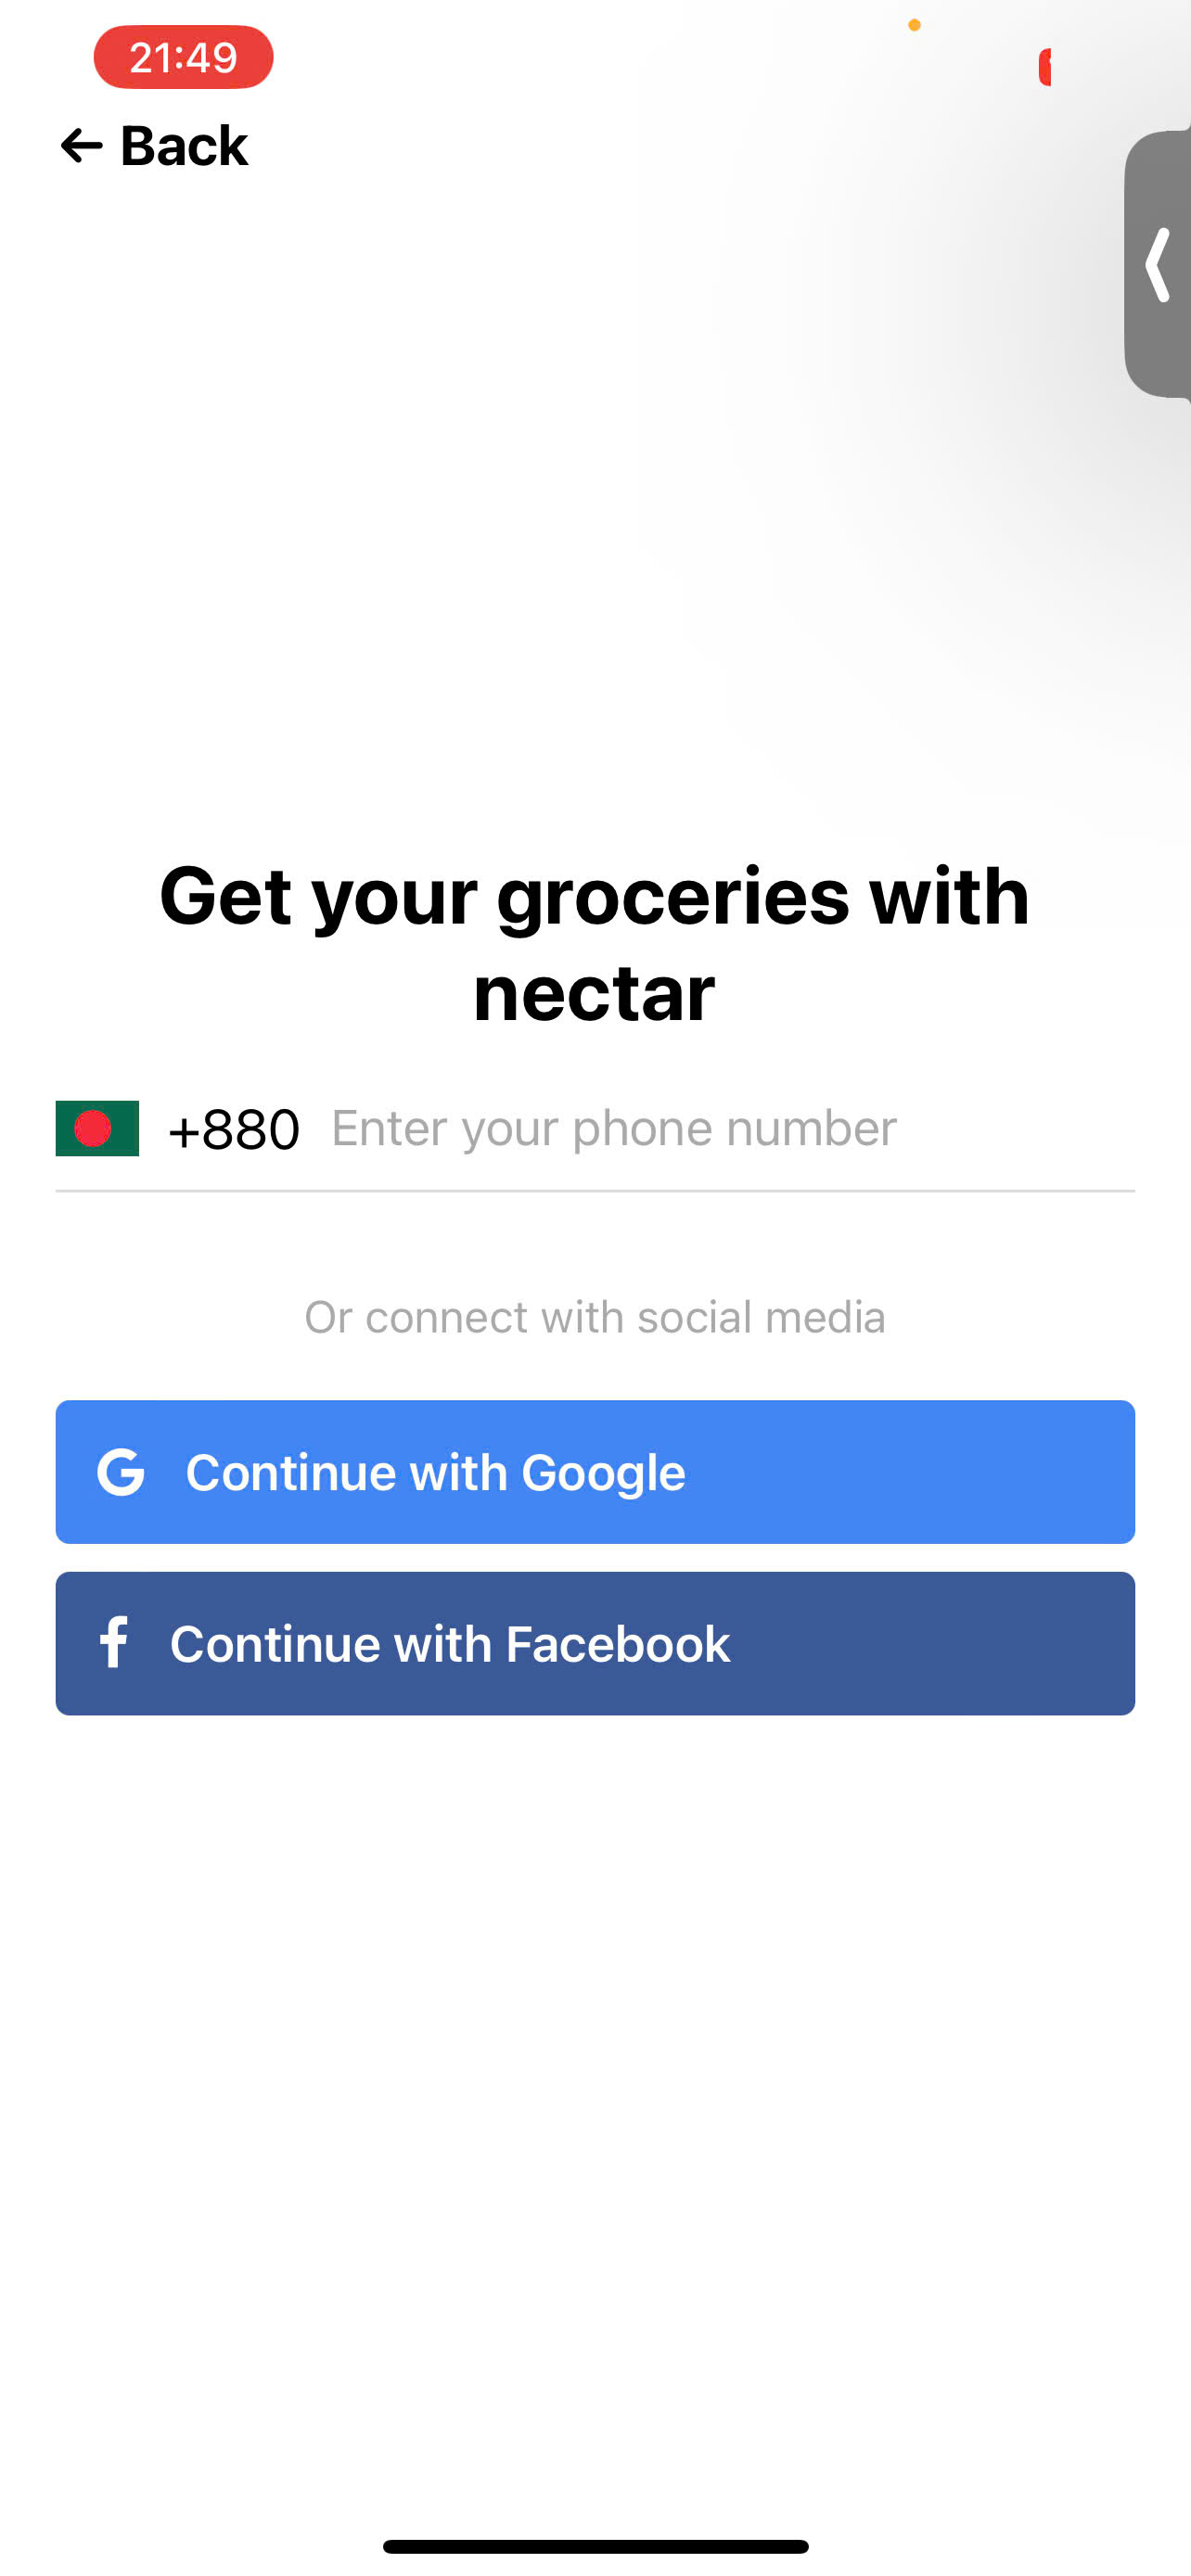 21:49
← Back
Get your groceries with
nectar
+880 Enter your phone number
Or connect with social media
G Continue with Google
f Continue with Facebook